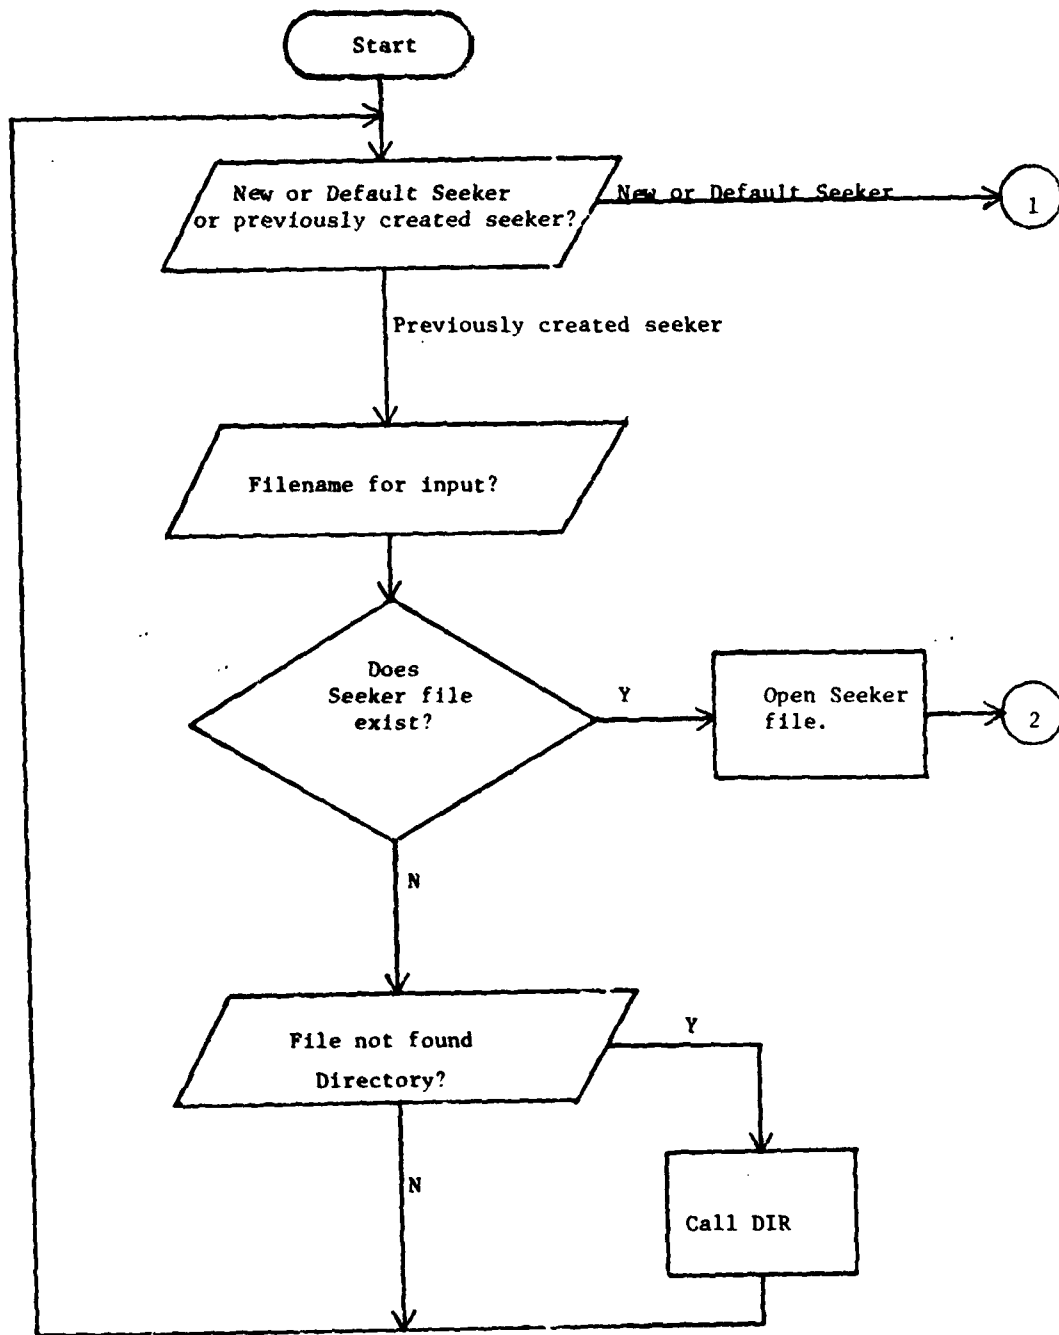 Start
New or Default Seeker
or previously created seeker?
New or Default Seeker
1
Previously created seeker
Filename for input?
Does
Seeker file
exist?
Y
Open Seeker
file.
2
N
File not found
Directory?
Y
N
Call DIR